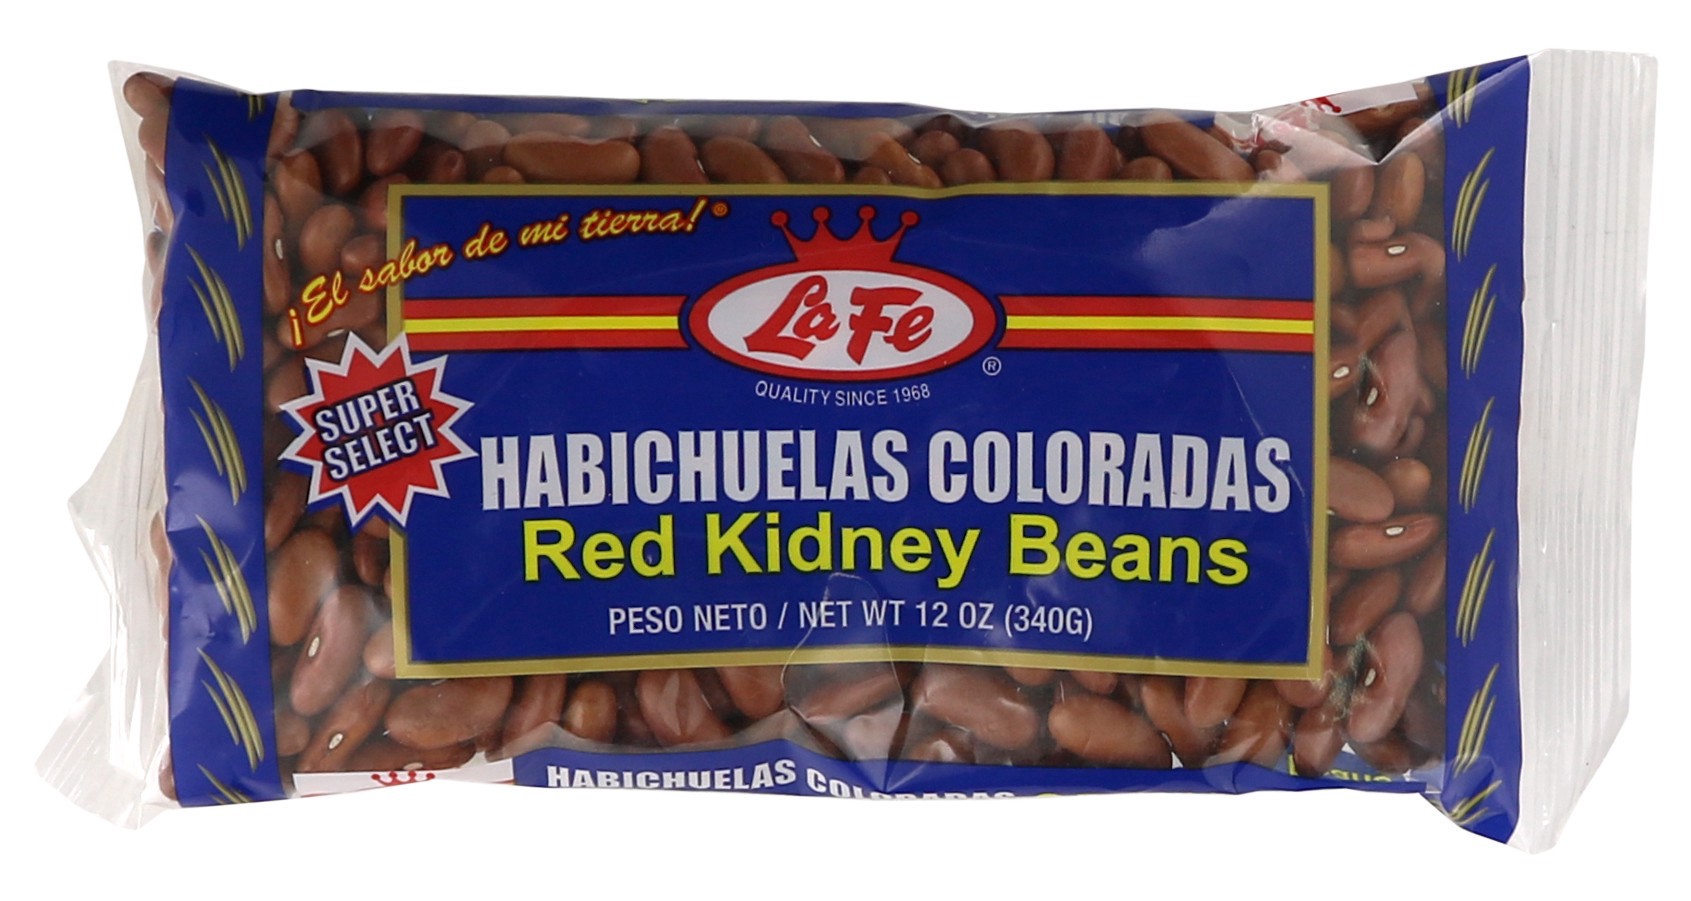 ¡El sabor de mi tierra!®
La Fe ®
QUALITY SINCE 1968
SUPER
SELECT
HABICHUELAS COLORADAS
Red Kidney Beans
PESO NETO / NET WT 12 OZ (340G)
HABICHUELAS COLORADAS